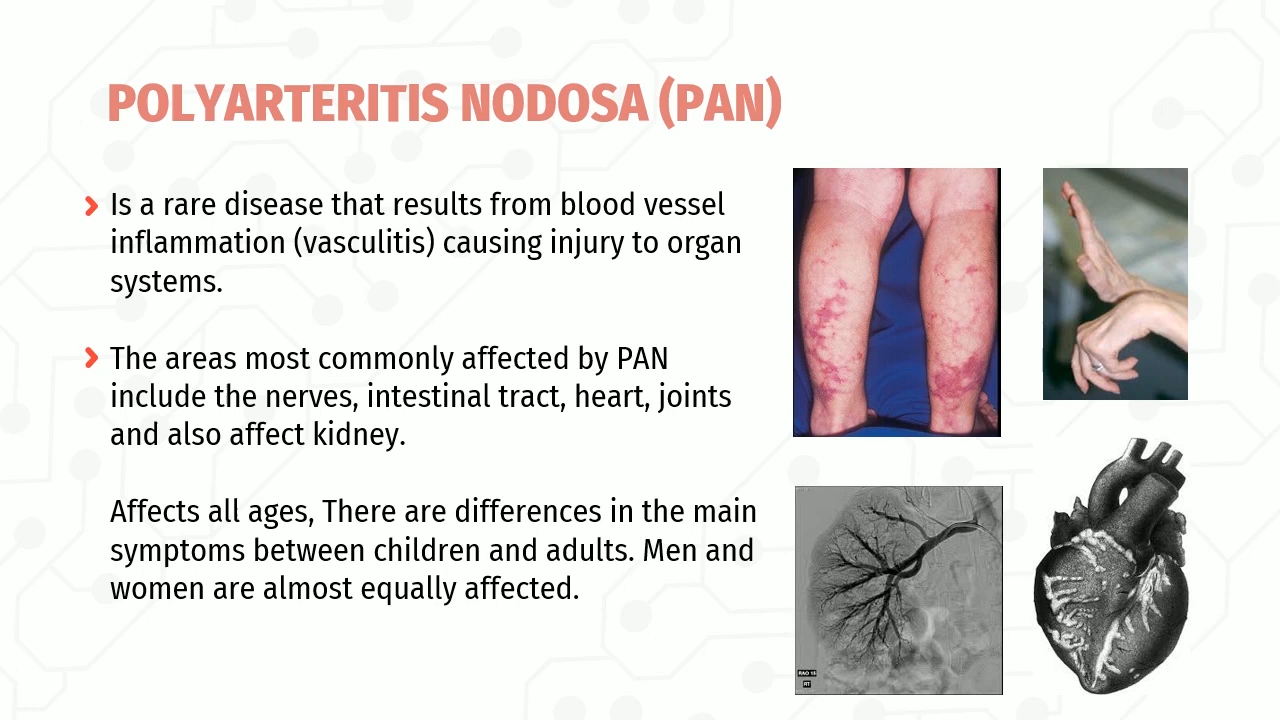 POLYARTERITIS NODOSA (PAN)
Is a rare disease that results from blood vessel
inflammation (vasculitis) causing injury to organ
systems.
The areas most commonly affected by PAN
include the nerves, intestinal tract, heart, joints
and also affect kidney.
Affects all ages, There are differences in the main
symptoms between children and adults. Men and
women are almost equally affected.
RAO 15
RT